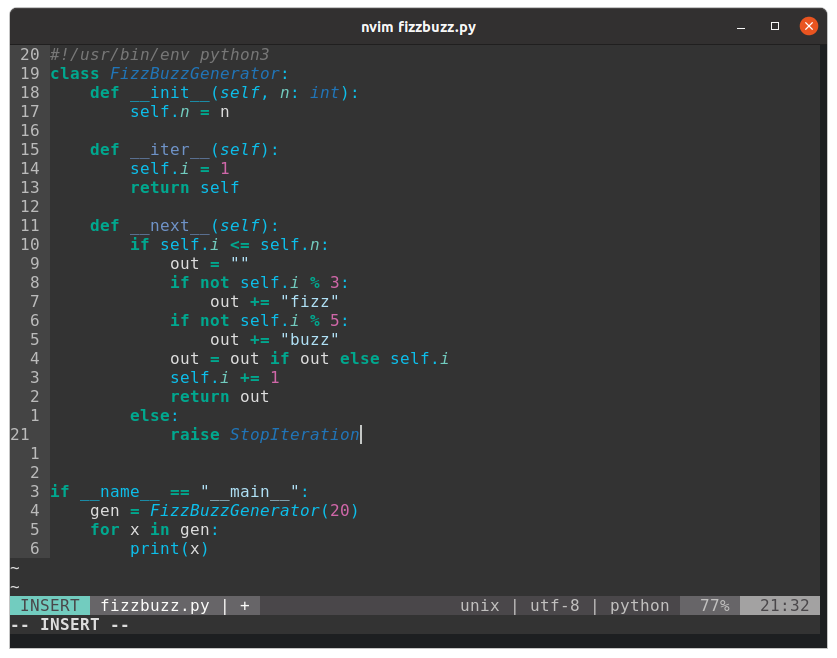 nvim fizzbuzz.py
20 #!/usr/bin/env python3
19 class FizzBuzzGenerator:
18     def __init__(self, n: int):
17         self.n = n
16
15     def __iter__(self):
14         self.i = 1
13         return self
12
11     def __next__(self):
10         if self.i <= self.n:
 9             out = ""
 8             if not self.i % 3:
 7                 out += "fizz"
 6             if not self.i % 5:
 5                 out += "buzz"
 4             out = out if out else self.i
 3             self.i += 1
 2             return out
 1         else:
21             raise StopIteration
 1
 2
 3 if __name__ == "__main__":
 4     gen = FizzBuzzGenerator(20)
 5     for x in gen:
 6         print(x)
~
~
INSERT fizzbuzz.py | + unix | utf-8 | python 77% 21:32
-- INSERT --